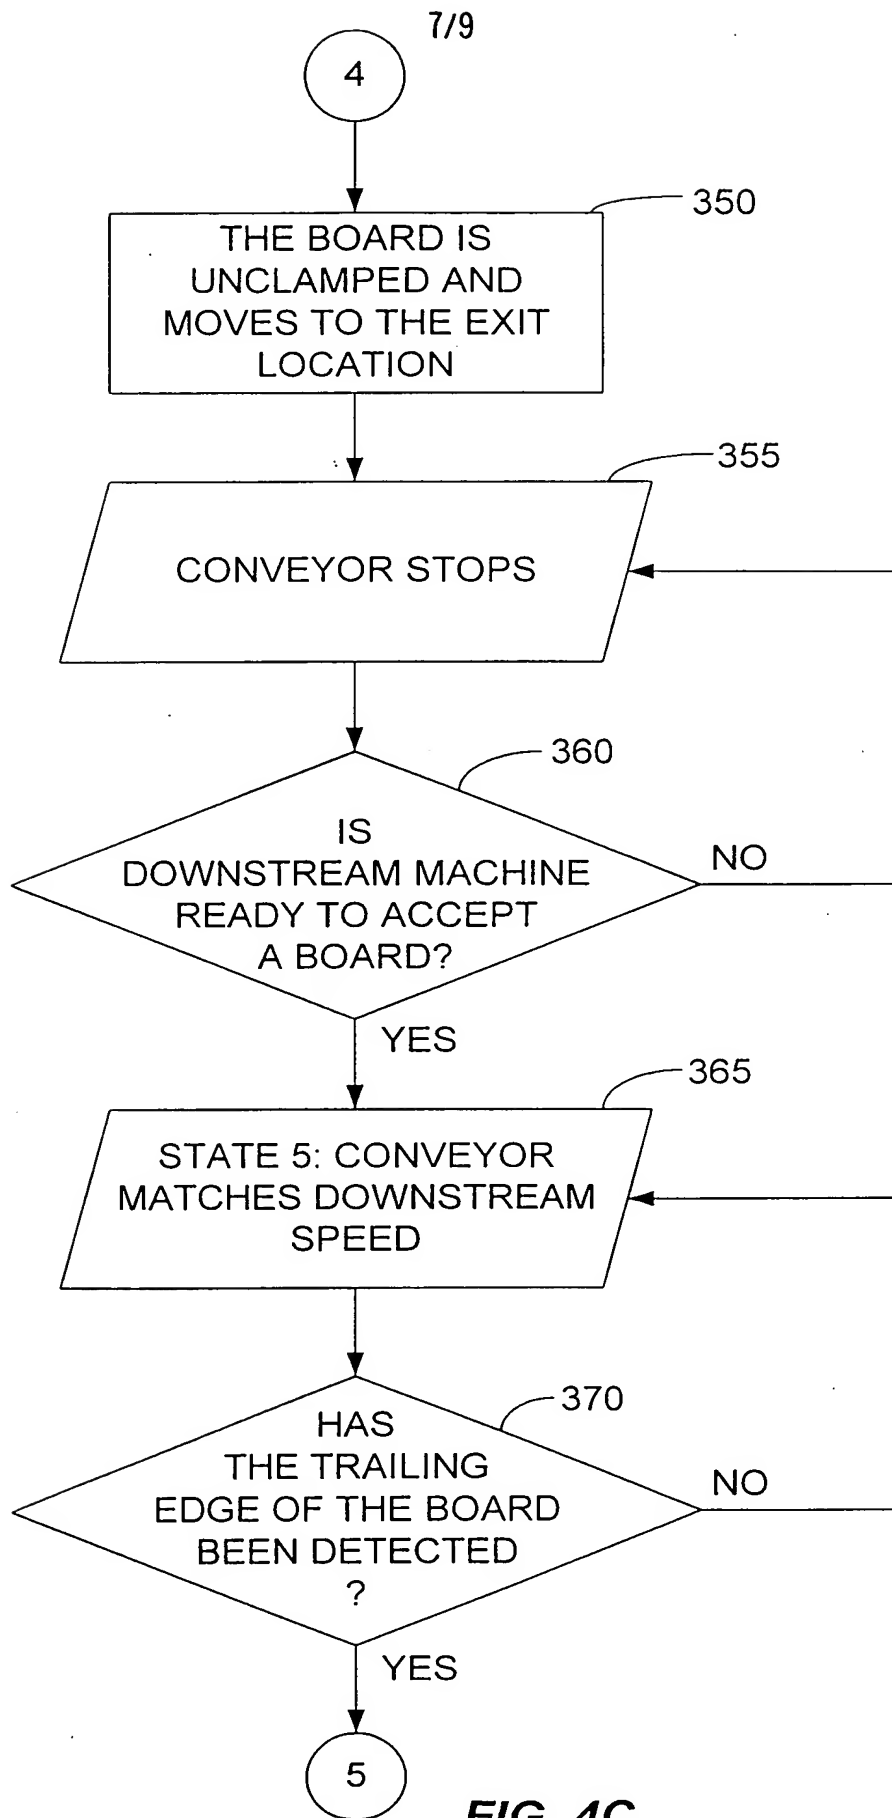 7/9
4
350
THE BOARD IS
UNCLAMPED AND
MOVES TO THE EXIT
LOCATION
355
CONVEYOR STOPS
360
IS
DOWNSTREAM MACHINE
READY TO ACCEPT
A BOARD?
NO
YES
365
STATE 5: CONVEYOR
MATCHES DOWNSTREAM
SPEED
370
HAS
THE TRAILING
EDGE OF THE BOARD
BEEN DETECTED
?
NO
YES
5
FIG. 4C